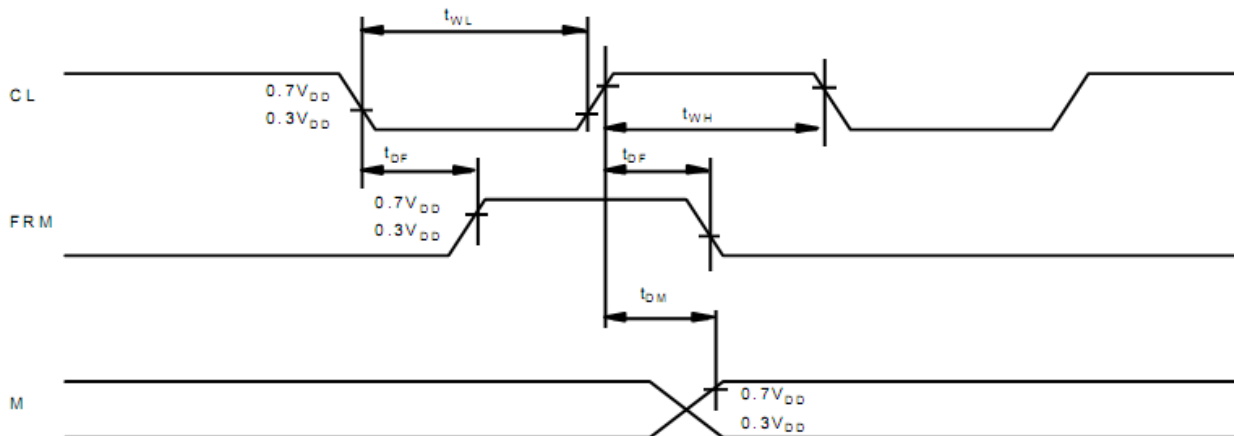 tWL
CL
0.7VDD
0.3VDD
tWH
tDF
tDF
FRM
0.7VDD
0.3VDD
tDM
M
0.7VDD
0.3VDD